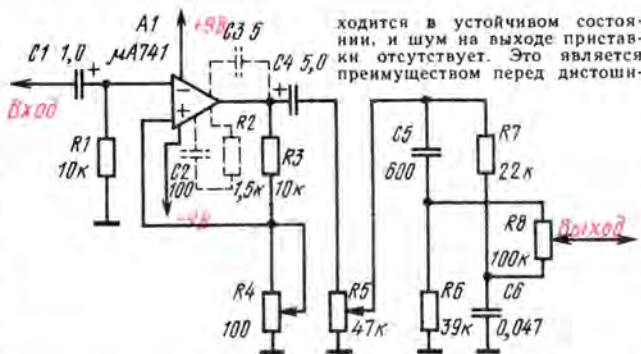 ходится в устойчивом состоя-
нии, и шум на выходе пристав-
ки отсутствует. Это является
преимуществом перед дистоши-
A1
+9В
C3 5
C1 1,0
μA741
C4 5,0
+
+
−
+
Вход
R1
10к
R2
1,5к
C2
100
R3
10к
−9В
C5
600
R7
22к
R8
100к
Выход
R4
100
R5
47к
R6
39к
C6
0,047